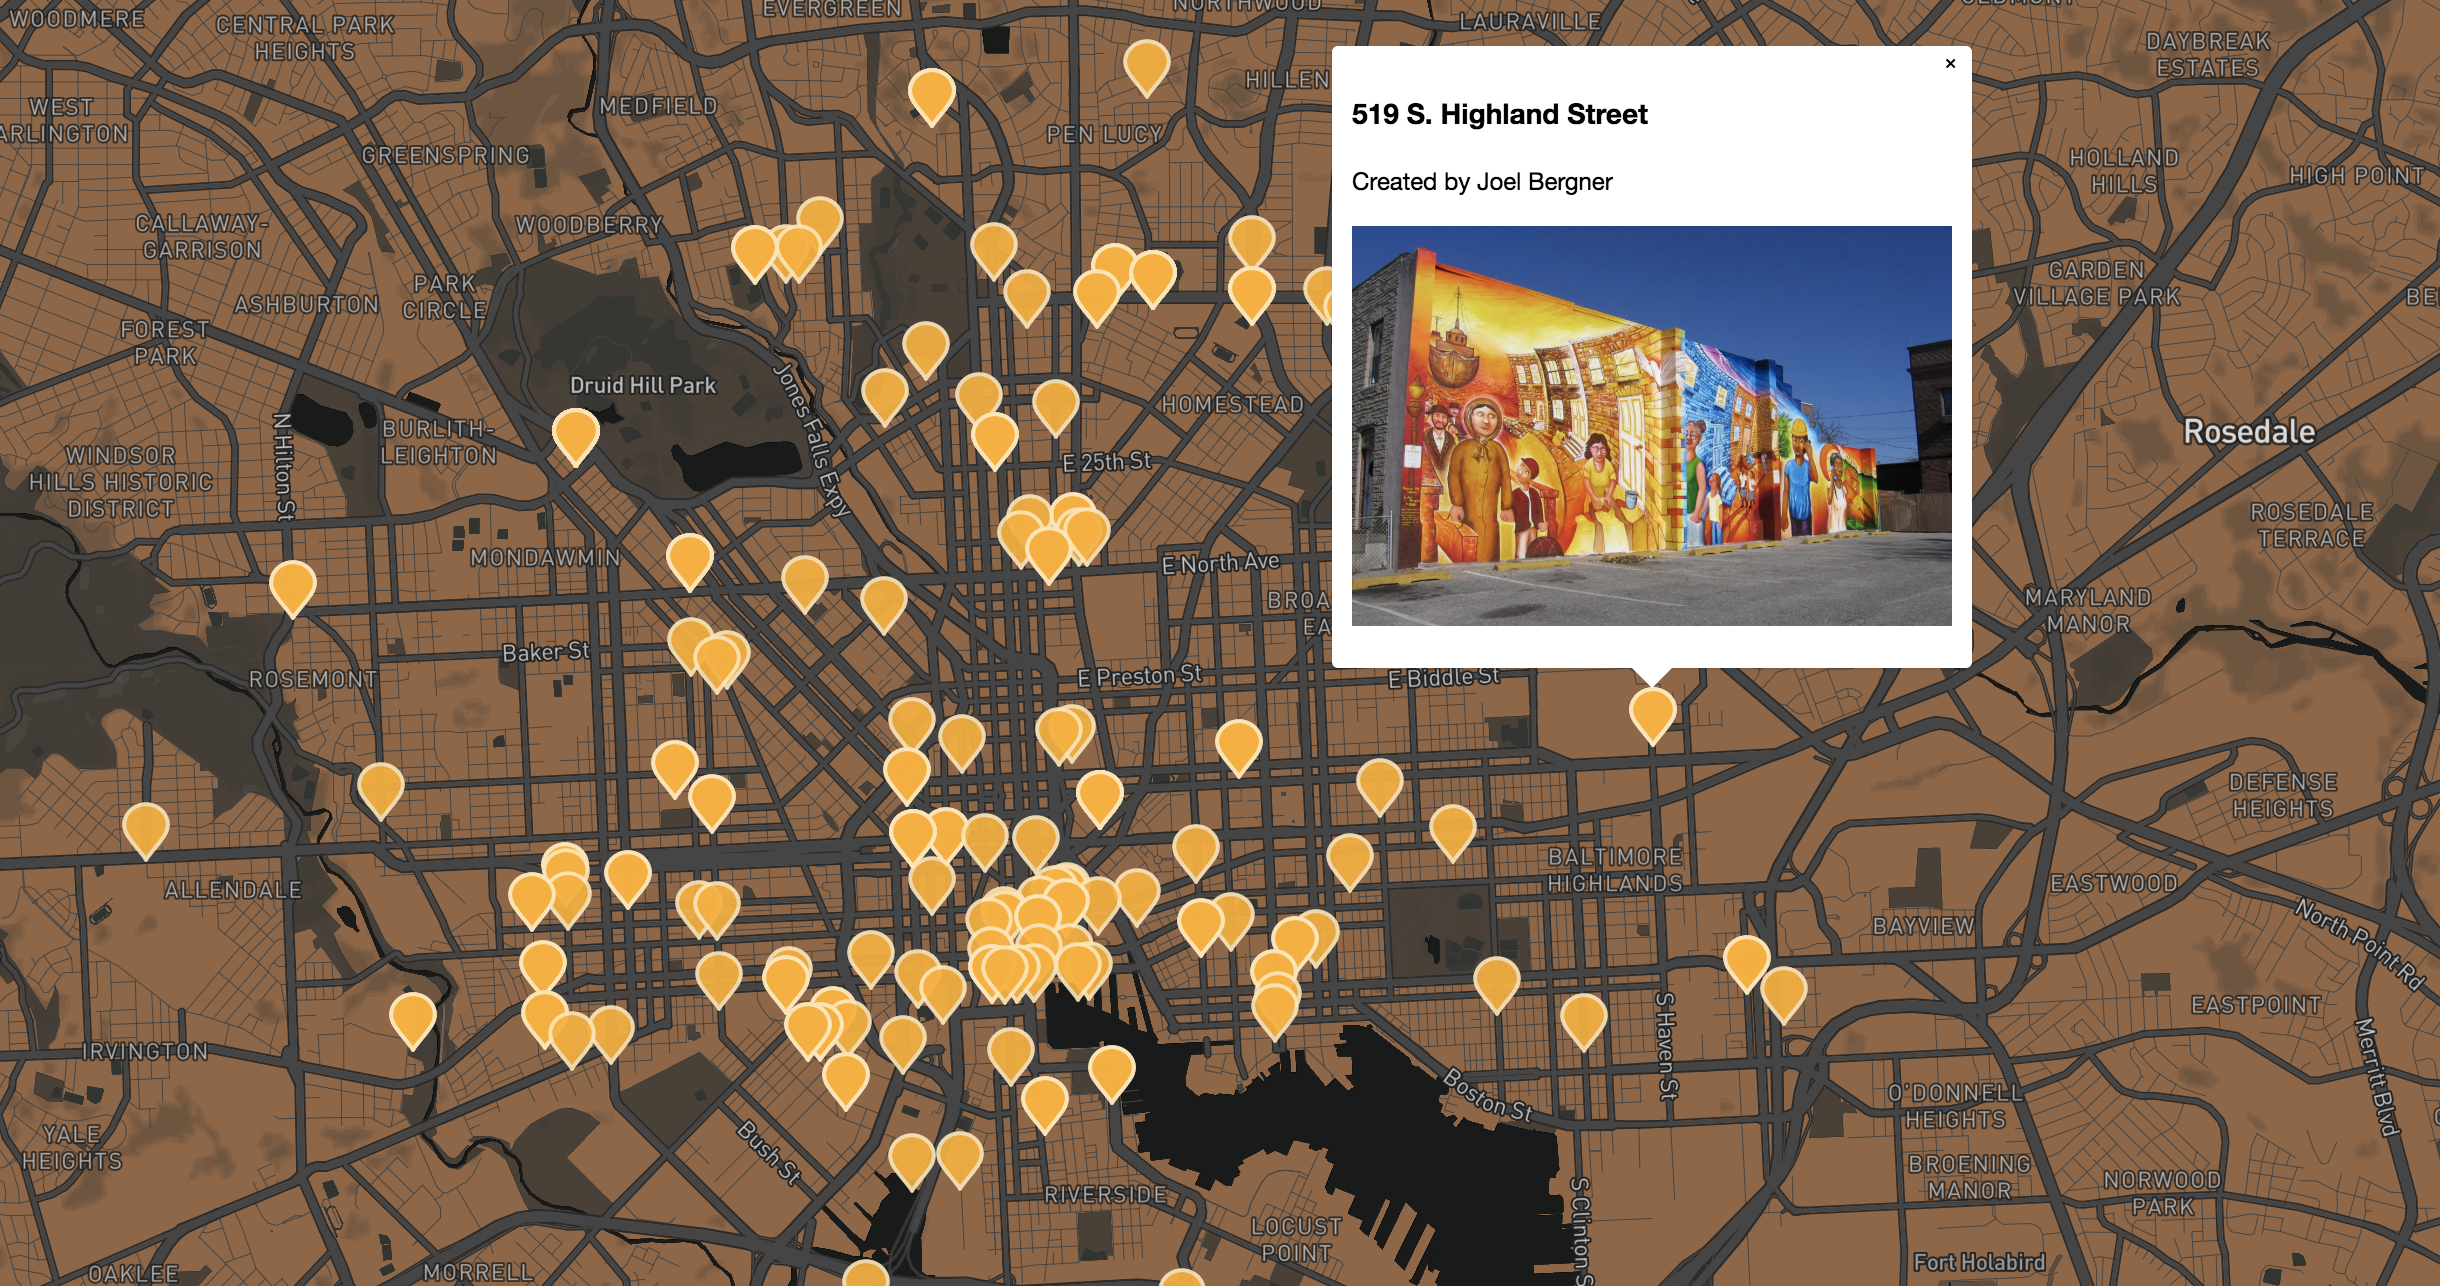 WOODMERE
CENTRAL PARK
HEIGHTS
EVERGREEN
NORTHWOOD
LAURAVILLE
DAYBREAK
ESTATES
WEST
ARLINGTON
MEDFIELD
HILLEN
PEN LUCY
GREENSPRING
×
519 S. Highland Street
Created by Joel Bergner
HOLLAND
HILLS
HIGH POINT
CALLAWAY-
GARRISON
WOODBERRY
PARK
CIRCLE
ASHBURTON
FOREST
PARK
GARDEN
VILLAGE PARK
BE
Druid Hill Park
Jones Falls Expy
HOMESTEAD
N Hilton St
BURLITH-
LEIGHTON
WINDSOR
HILLS HISTORIC
DISTRICT
E 25th St
Rosedale
ROSEDALE
TERRACE
MONDAWMIN
E North Ave
BROA
EA
MARYLAND
MANOR
Baker St
ROSEMONT
E Preston St
E Biddle St
DEFENSE
HEIGHTS
BALTIMORE
HIGHLANDS
ALLENDALE
EASTWOOD
BAYVIEW
North Point Rd
EASTPOINT
S Haven St
Merritt Blvd
IRVINGTON
Boston St
O'DONNELL
HEIGHTS
YALE
HEIGHTS
Bush St
BROENING
MANOR
NORWOOD
PARK
RIVERSIDE
LOCUST
POINT
S Clinton S
Fort Holabird
OAKLEE
MORRELL